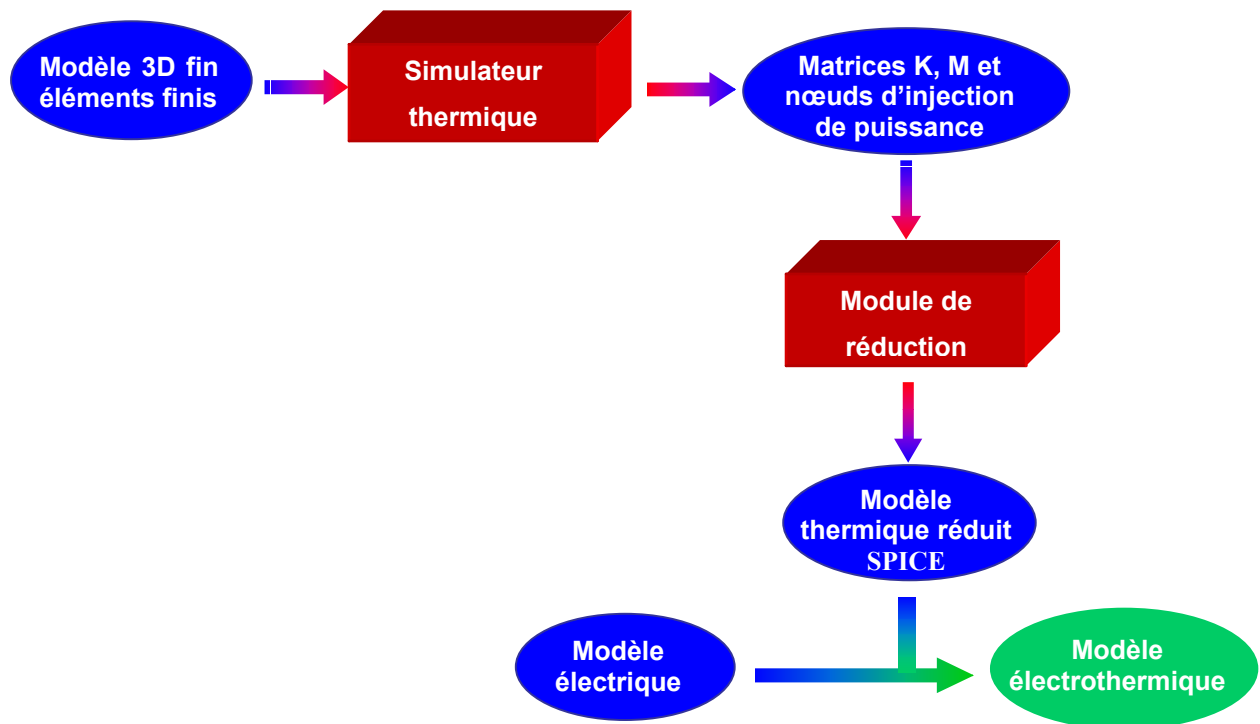 Modèle 3D fin
éléments finis
Simulateur
thermique
Matrices K, M et
nœuds d'injection
de puissance
Module de
réduction
Modèle
thermique réduit
SPICE
Modèle
électrique
Modèle
électrothermique